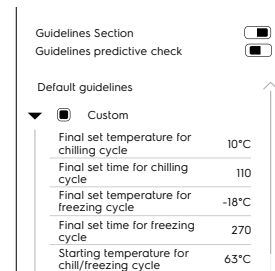 Guidelines Section
Guidelines predictive check
Default guidelines
Custom
Final set temperature for
chilling cycle
10°C
Final set time for chilling
cycle
110
Final set temperature for
freezing cycle
-18°C
Final set time for freezing
cycle
270
Starting temperature for
chill/freezing cycle
63°C